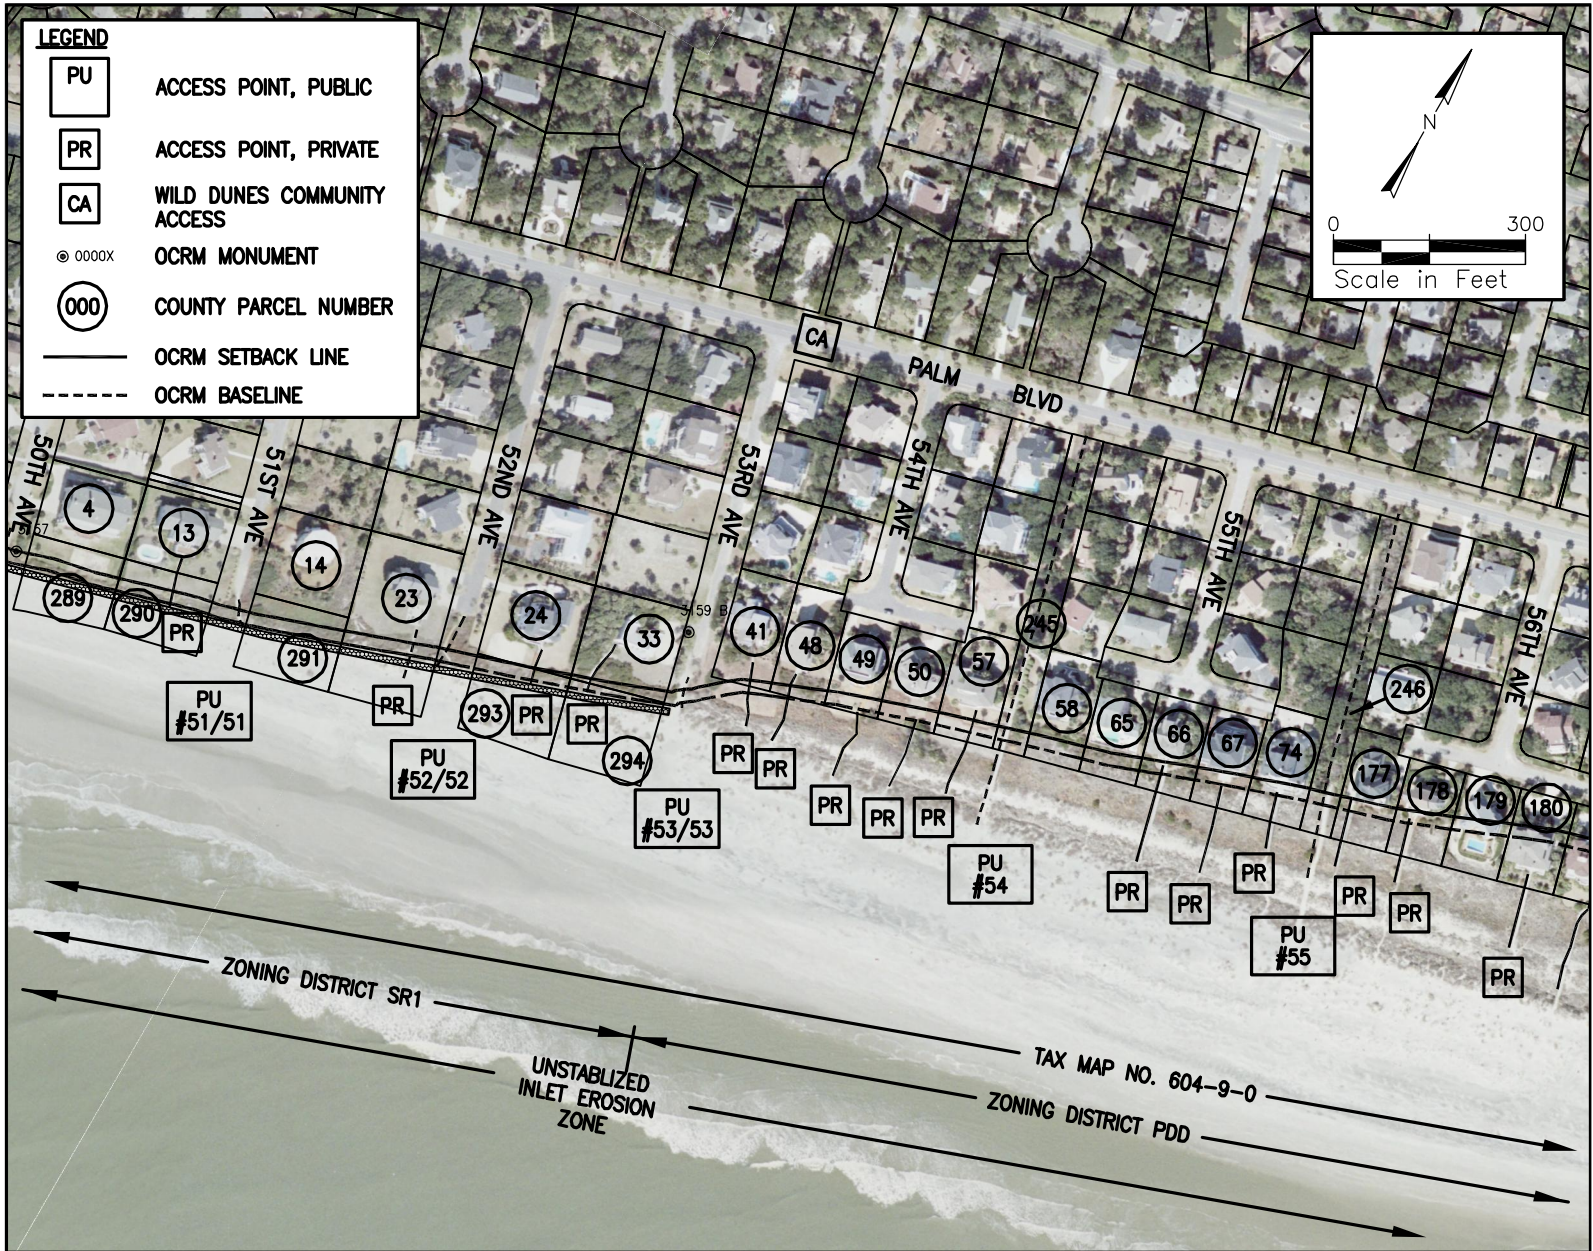 LEGEND
PU
ACCESS POINT, PUBLIC
PR
ACCESS POINT, PRIVATE
CA
WILD DUNES COMMUNITY
ACCESS
0000X
OCRM MONUMENT
000
COUNTY PARCEL NUMBER
OCRM SETBACK LINE
OCRM BASELINE
N
0
300
Scale in Feet
CA
PALM BLVD
50TH AVE
51ST AVE
52ND AVE
53RD AVE
54TH AVE
55TH AVE
56TH AVE
4
13
14
23
24
33
3159 B
41
48
49
50
57
245
58
65
66
67
74
246
177
178
179
180
289
290
PR
291
PR
293
PR
PR
294
PU
#51/51
PU
#52/52
PU
#53/53
PR
PR
PR
PR
PR
PU
#54
PR
PR
PR
PU
#55
PR
PR
PR
ZONING DISTRICT SR1
UNSTABLIZED
INLET EROSION
ZONE
TAX MAP NO. 604-9-0
ZONING DISTRICT PDD